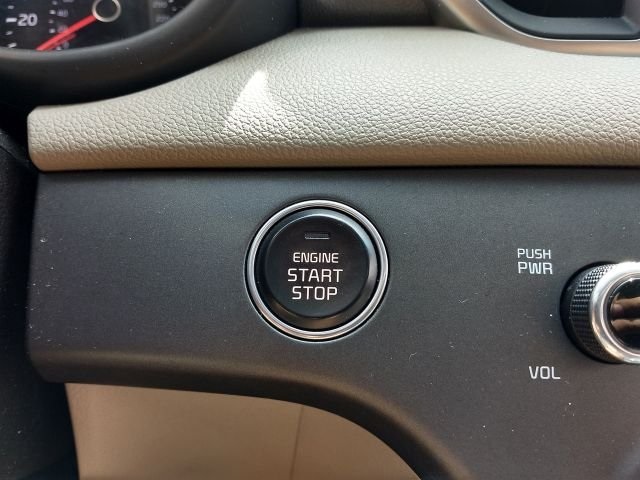 20
ENGINE
START
STOP
PUSH
PWR
VOL